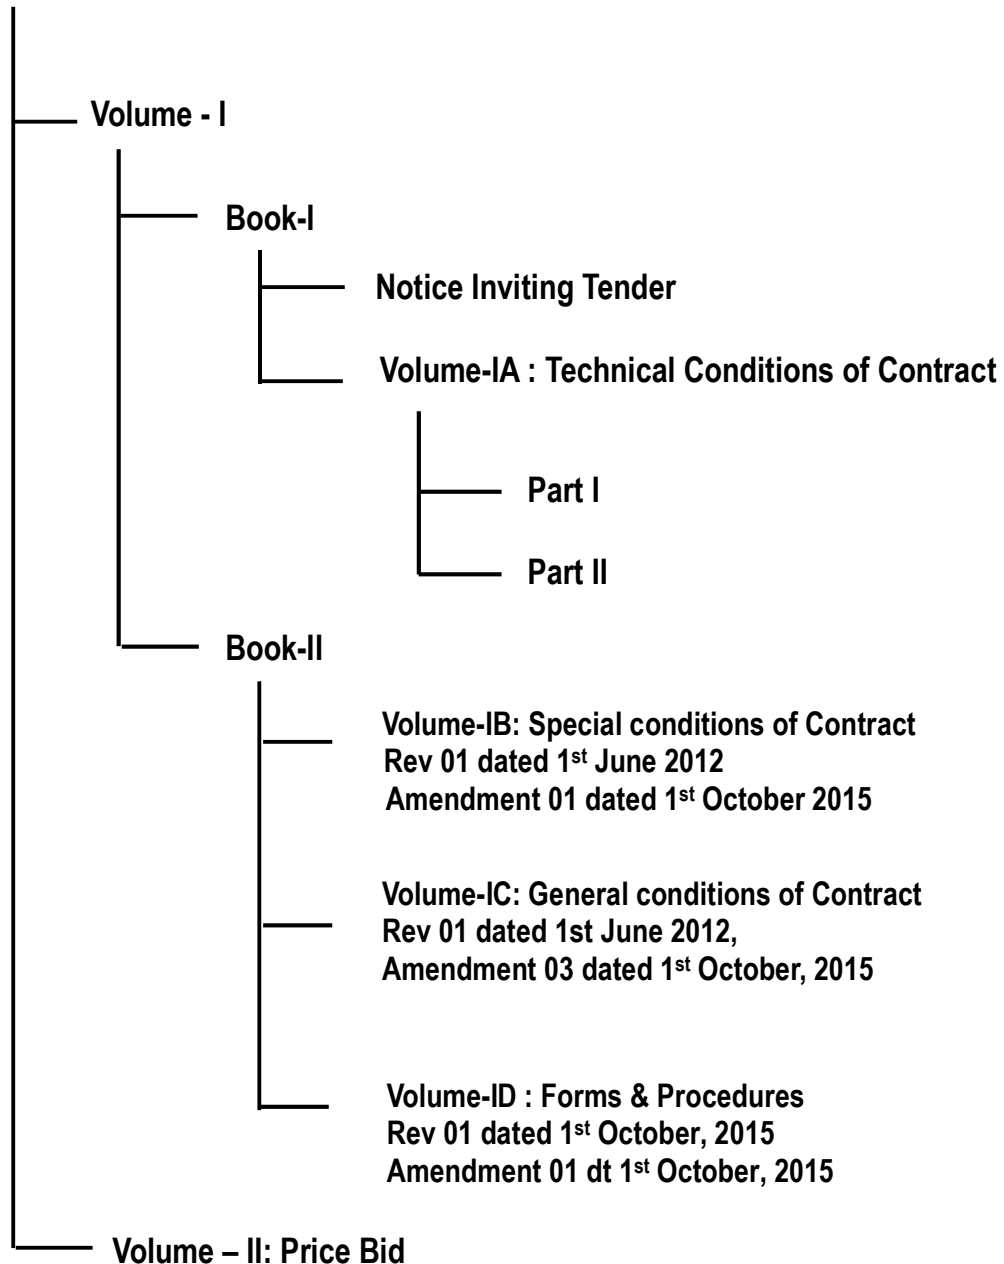 Volume - I
Book-I
Notice Inviting Tender
Volume-IA : Technical Conditions of Contract
Part I
Part II
Book-II
Volume-IB: Special conditions of Contract
Rev 01 dated 1st June 2012
Amendment 01 dated 1st October 2015
Volume-IC: General conditions of Contract
Rev 01 dated 1st June 2012,
Amendment 03 dated 1st October, 2015
Volume-ID : Forms & Procedures
Rev 01 dated 1st October, 2015
Amendment 01 dt 1st October, 2015
Volume – II: Price Bid